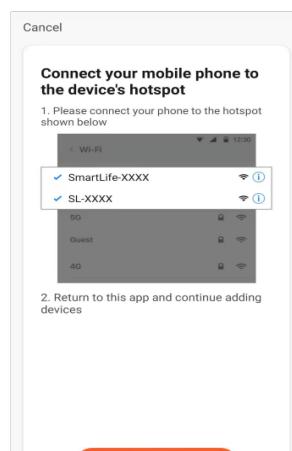 Cancel
Connect your mobile phone to
the device's hotspot
1. Please connect your phone to the hotspot
shown below
12:30
< Wi-Fi
SmartLife-XXXX
SL-XXXX
5G
Guest
4G
2. Return to this app and continue adding
devices